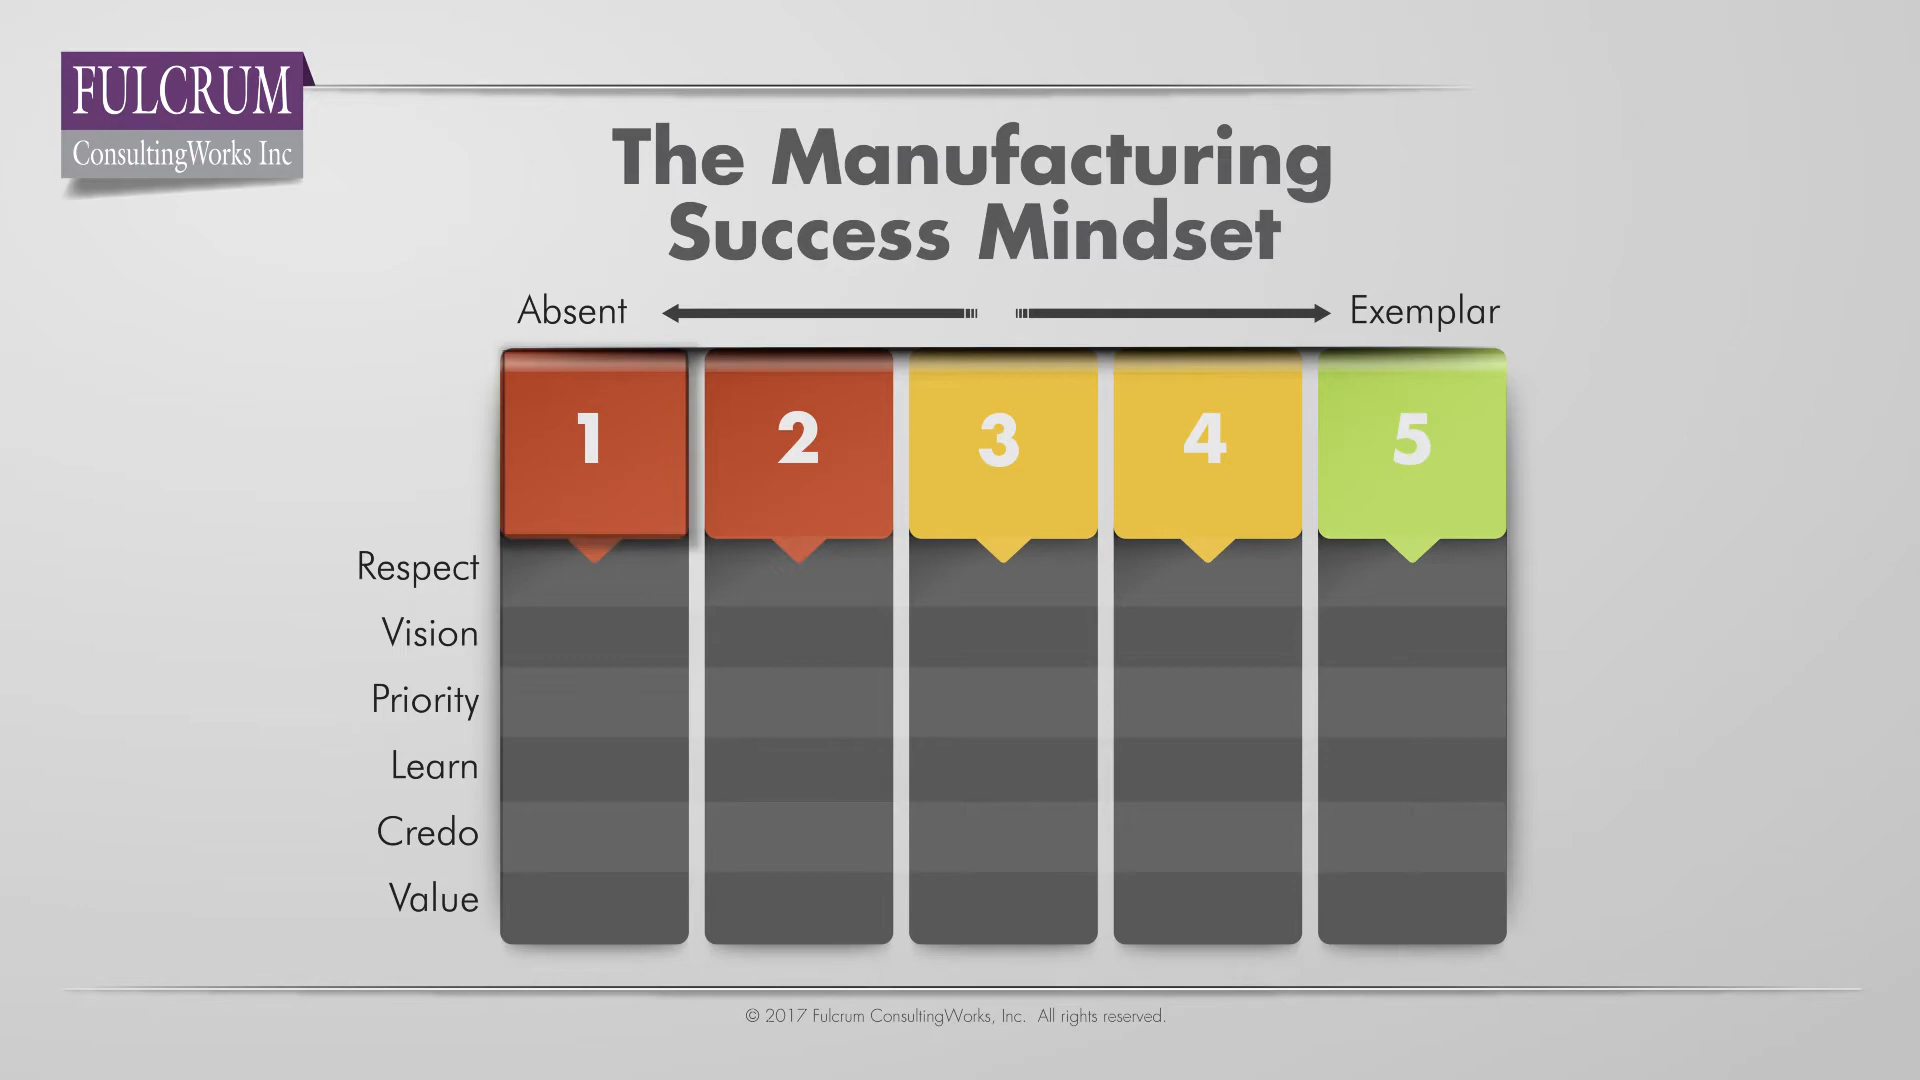 FULCRUM
ConsultingWorks Inc
The Manufacturing
Success Mindset
Absent
Exemplar
1 2 3 4 5
Respect
Vision
Priority
Learn
Credo
Value
© 2017 Fulcrum ConsultingWorks, Inc. All rights reserved.